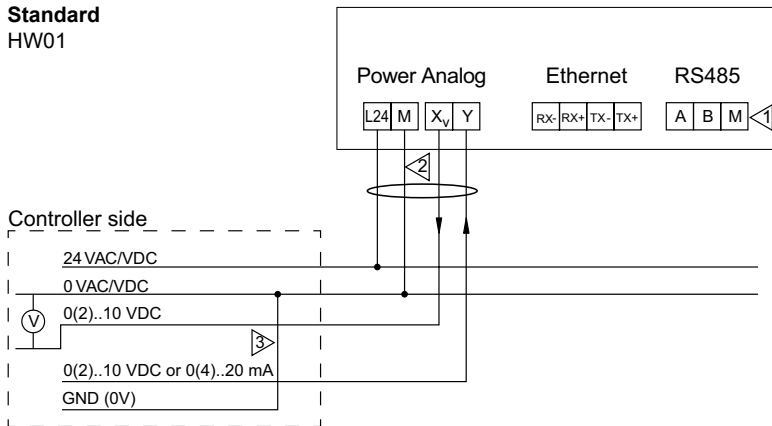 Standard
HW01
Power Analog Ethernet RS485
L24 M Xv Y RX- RX+ TX- TX+ A B M 1
2
Controller side
24 VAC/VDC
0 VAC/VDC
V 0(2)..10 VDC
3
0(2)..10 VDC or 0(4)..20 mA
GND (0V)